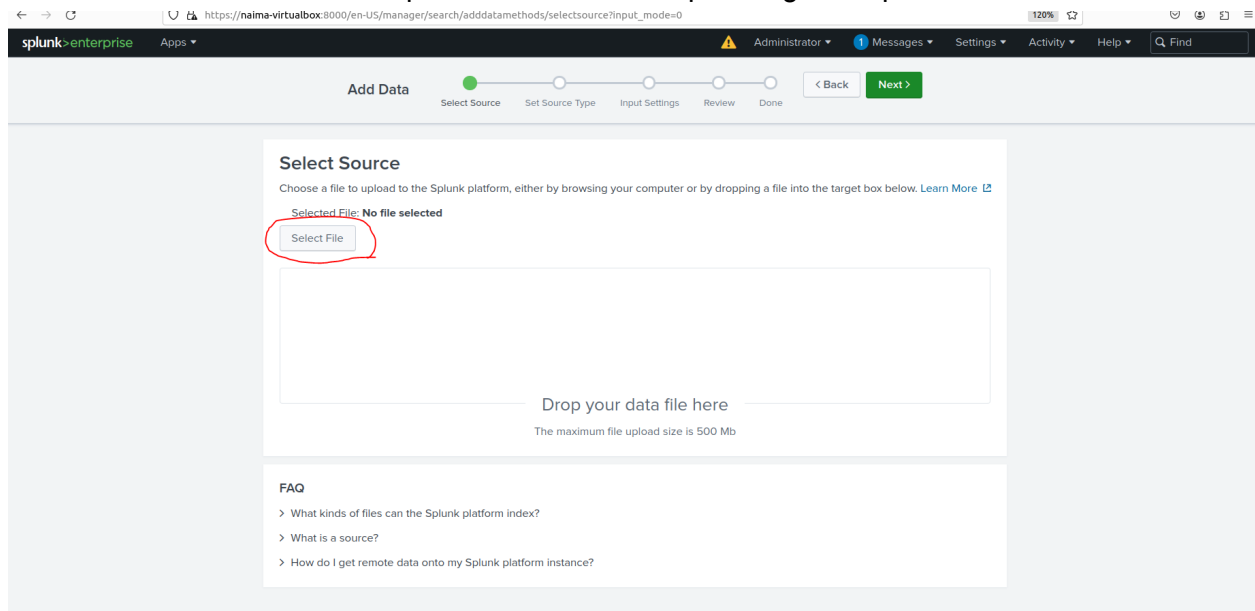 https://naima-virtualbox:8000/en-US/manager/search/adddatamethods/selectsource?input_mode=0 120%
splunk>enterprise Apps Administrator 1 Messages Settings Activity Help Find
Add Data Select Source Set Source Type Input Settings Review Done < Back Next >
Select Source
Choose a file to upload to the Splunk platform, either by browsing your computer or by dropping a file into the target box below. Learn More
Selected File: No file selected
Select File
Drop your data file here
The maximum file upload size is 500 Mb
FAQ
> What kinds of files can the Splunk platform index?
> What is a source?
> How do I get remote data onto my Splunk platform instance?